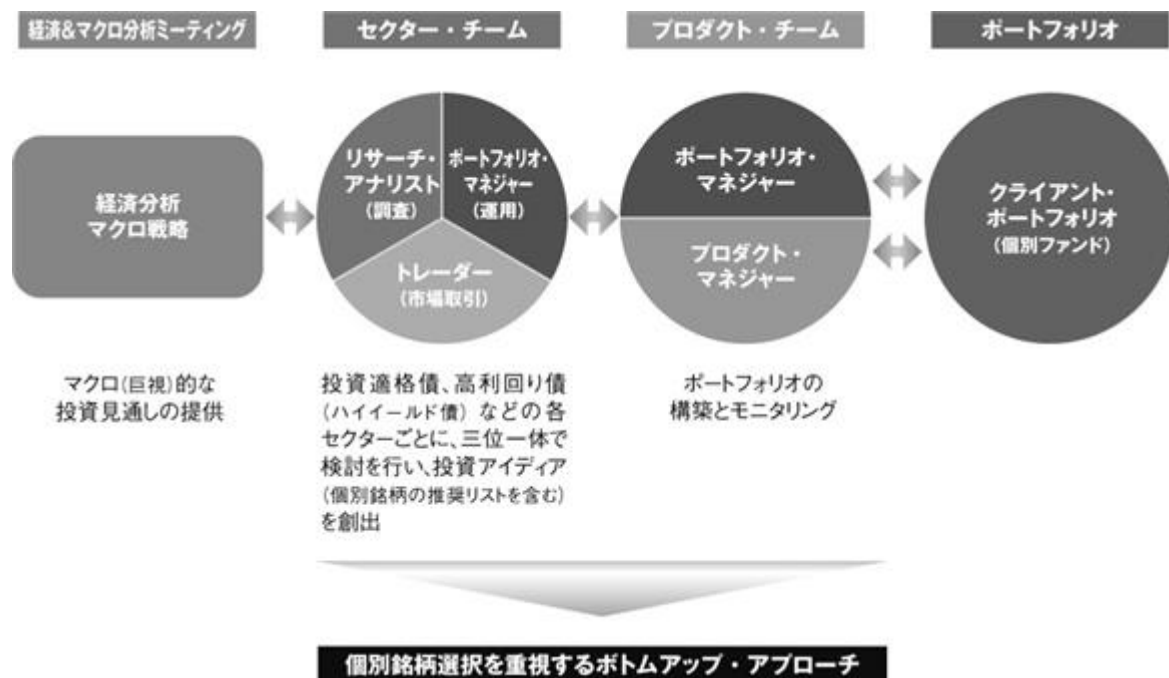 経済&マクロ分析ミーティング
セクター・チーム
プロダクト・チーム
ポートフォリオ
経済分析
マクロ戦略
リサーチ・
アナリスト
(調査)
ポートフォリオ・
マネジャー
(運用)
トレーダー
(市場取引)
ポートフォリオ・
マネジャー
プロダクト・
マネジャー
クライアント・
ポートフォリオ
(個別ファンド)
マクロ(巨視)的な
投資見通しの提供
投資適格債、高利回り債
(ハイイールド債)などの各
セクターごとに、三位一体で
検討を行い、投資アイディア
(個別銘柄の推奨リストを含む)
を創出
ポートフォリオの
構築とモニタリング
個別銘柄選択を重視するボトムアップ・アプローチ